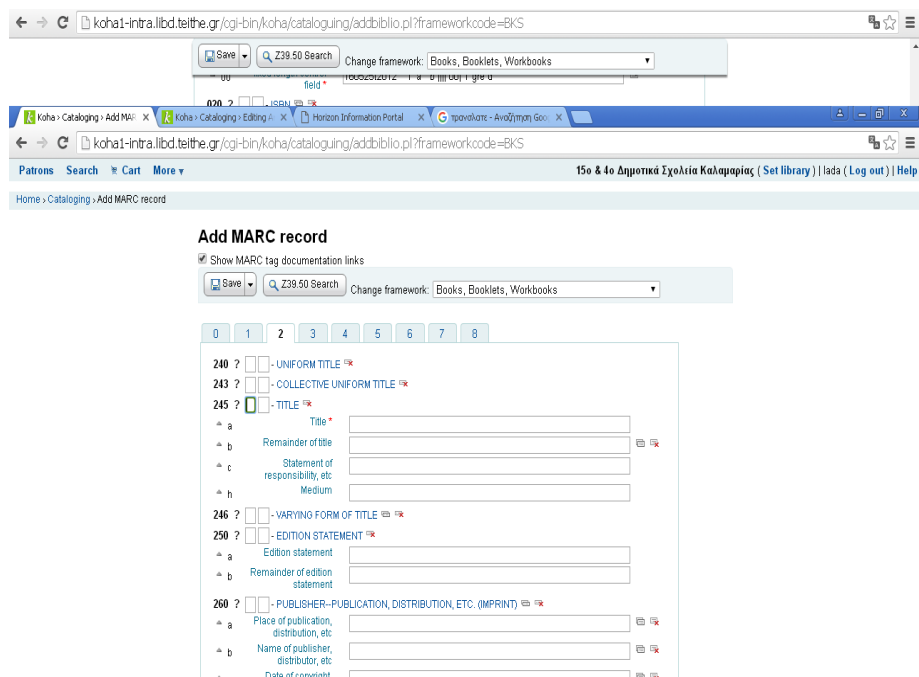 koha1-intra.libd.teithe.gr/cgi-bin/koha/cataloguing/addbiblio.pl?frameworkcode=BKS
Save Z39.50 Search Change framework: Books, Booklets, Workbooks
00
field *
020 ? - ISBN
Koha › Cataloging › Add MAR Koha › Cataloging › Editing Horizon Information Portal τρανσλατε - Αναζήτηση Goo
koha1-intra.libd.teithe.gr/cgi-bin/koha/cataloguing/addbiblio.pl?frameworkcode=BKS
Patrons Search Cart More 15ο & 4ο Δημοτικά Σχολεία Καλαμαρίας ( Set library ) | lada ( Log out ) | Help
Home › Cataloging › Add MARC record
Add MARC record
Show MARC tag documentation links
Save Z39.50 Search Change framework: Books, Booklets, Workbooks
0 1 2 3 4 5 6 7 8
240 ? - UNIFORM TITLE
243 ? - COLLECTIVE UNIFORM TITLE
245 ? - TITLE
a Title *
b Remainder of title
c Statement of
responsibility, etc
h Medium
246 ? - VARYING FORM OF TITLE
250 ? - EDITION STATEMENT
a Edition statement
b Remainder of edition
statement
260 ? - PUBLISHER--PUBLICATION, DISTRIBUTION, ETC. (IMPRINT)
a Place of publication,
distribution, etc
b Name of publisher,
distributor, etc
Date of copyright